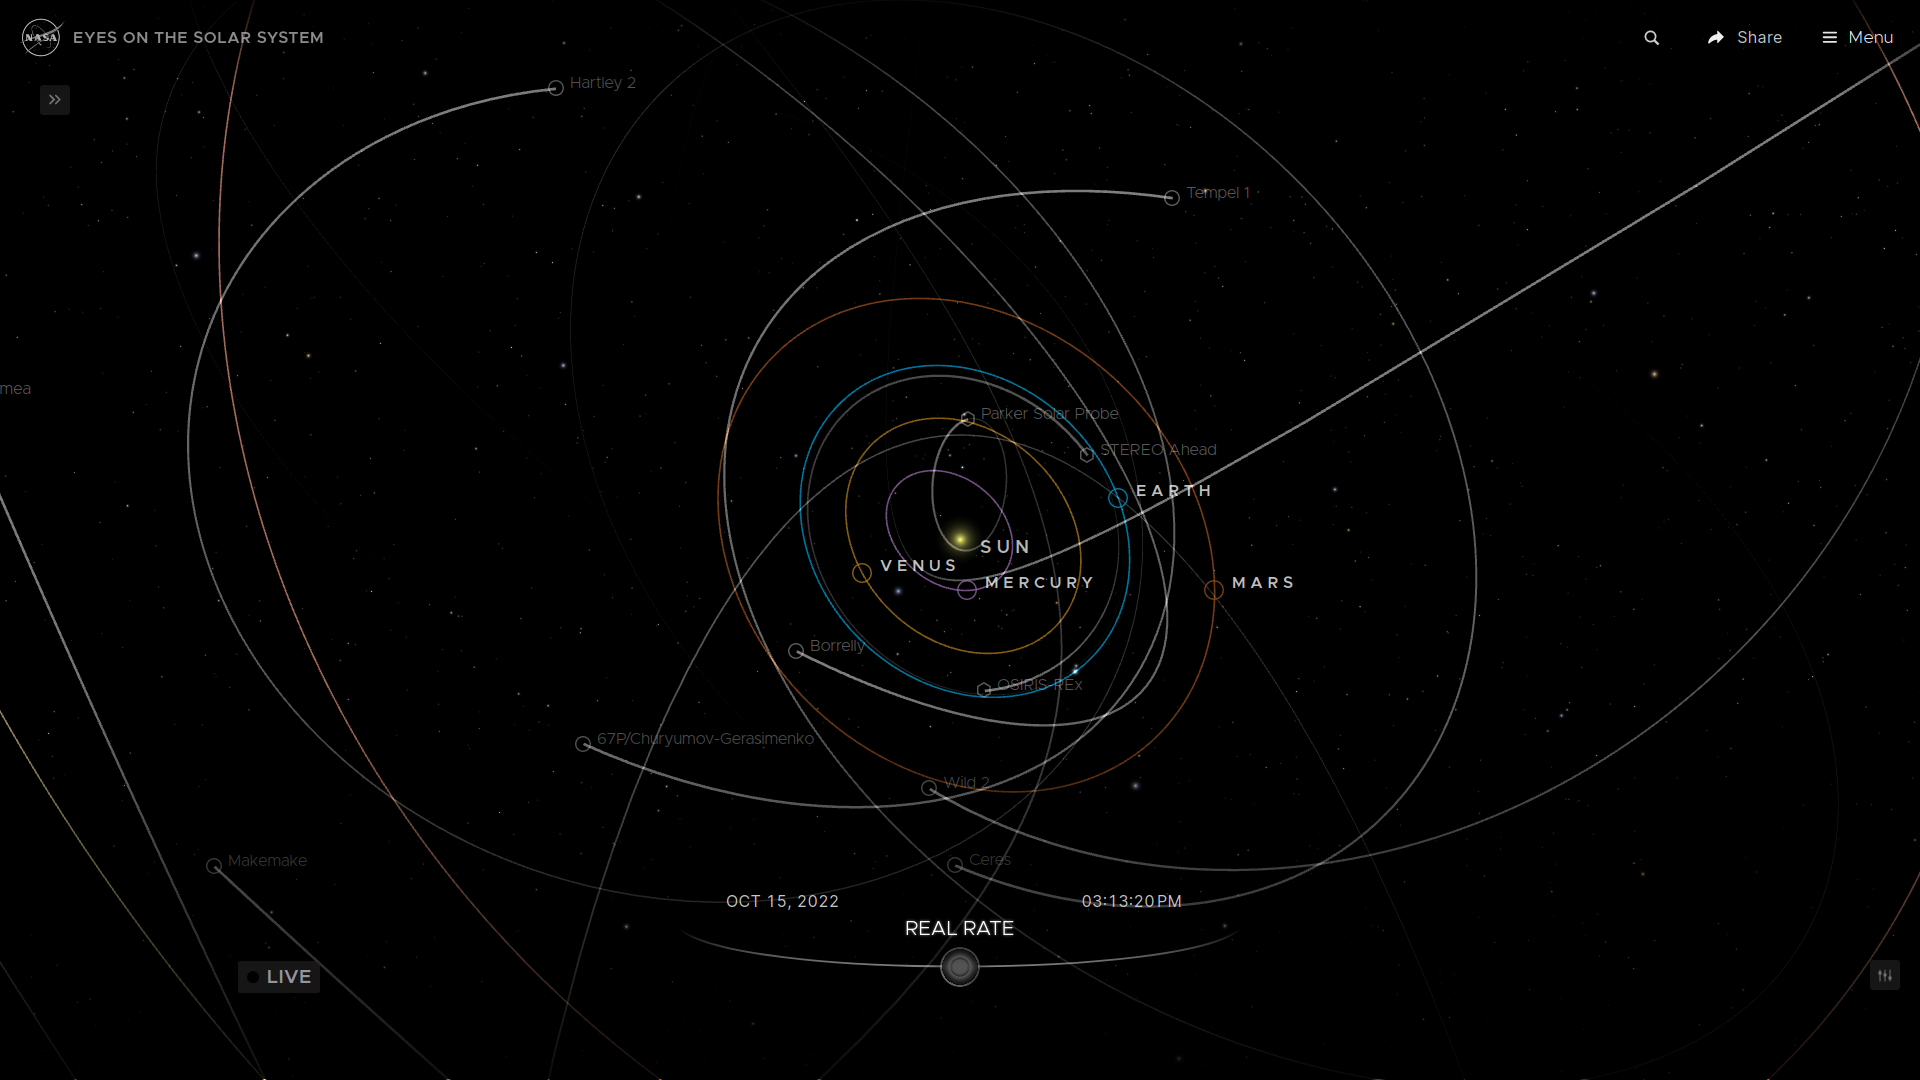 NASA
EYES ON THE SOLAR SYSTEM
Share
Menu
Hartley 2
Tempel 1
mea
Parker Solar Probe
STEREO Ahead
EARTH
SUN
VENUS
MERCURY
MARS
Borrelly
OSIRIS-REx
67P/Churyumov-Gerasimenko
Wild 2
Makemake
Ceres
OCT 15, 2022
03:13:20 PM
REAL RATE
LIVE